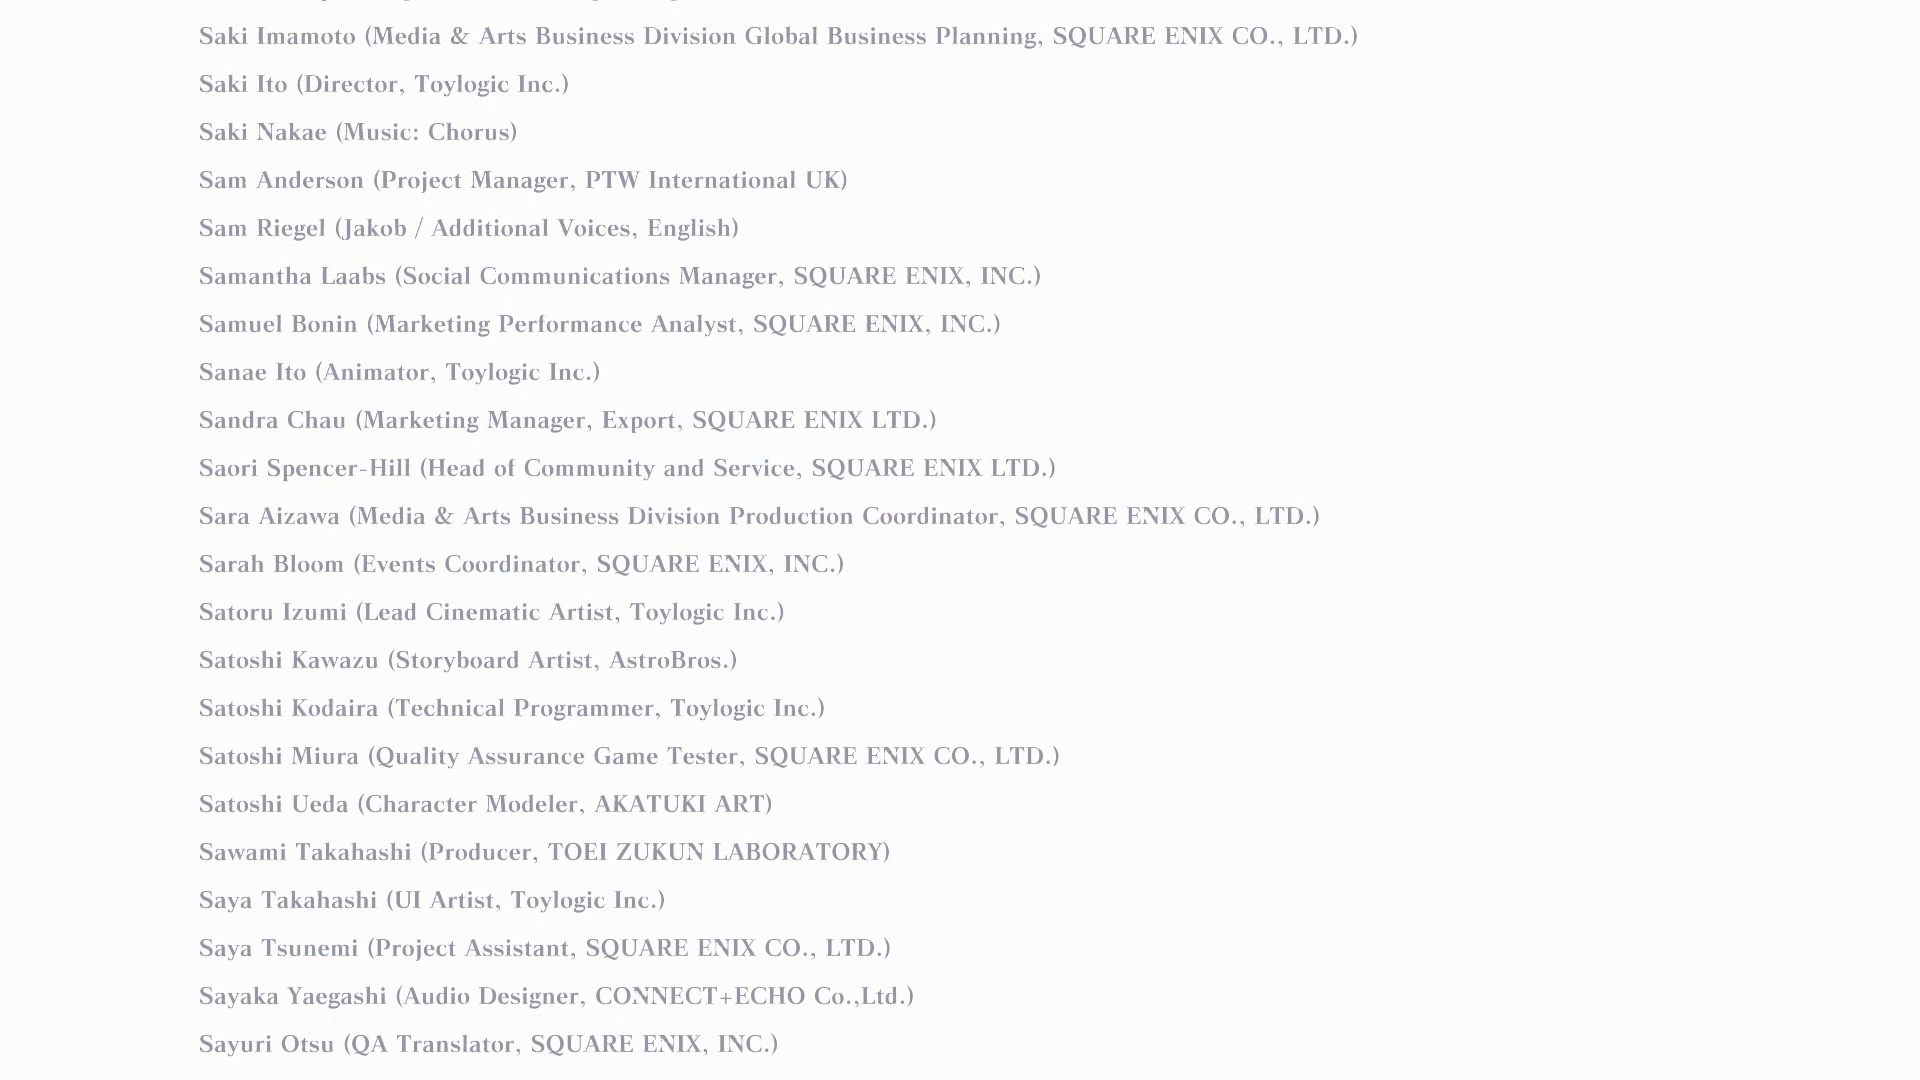 Saki Imamoto (Media & Arts Business Division Global Business Planning, SQUARE ENIX CO., LTD.)
Saki Ito (Director, Toylogic Inc.)
Saki Nakae (Music: Chorus)
Sam Anderson (Project Manager, PTW International UK)
Sam Riegel (Jakob / Additional Voices, English)
Samantha Laabs (Social Communications Manager, SQUARE ENIX, INC.)
Samuel Bonin (Marketing Performance Analyst, SQUARE ENIX, INC.)
Sanae Ito (Animator, Toylogic Inc.)
Sandra Chau (Marketing Manager, Export, SQUARE ENIX LTD.)
Saori Spencer-Hill (Head of Community and Service, SQUARE ENIX LTD.)
Sara Aizawa (Media & Arts Business Division Production Coordinator, SQUARE ENIX CO., LTD.)
Sarah Bloom (Events Coordinator, SQUARE ENIX, INC.)
Satoru Izumi (Lead Cinematic Artist, Toylogic Inc.)
Satoshi Kawazu (Storyboard Artist, AstroBros.)
Satoshi Kodaira (Technical Programmer, Toylogic Inc.)
Satoshi Miura (Quality Assurance Game Tester, SQUARE ENIX CO., LTD.)
Satoshi Ueda (Character Modeler, AKATUKI ART)
Sawami Takahashi (Producer, TOEI ZUKUN LABORATORY)
Saya Takahashi (UI Artist, Toylogic Inc.)
Saya Tsunemi (Project Assistant, SQUARE ENIX CO., LTD.)
Sayaka Yaegashi (Audio Designer, CONNECT+ECHO Co.,Ltd.)
Sayuri Otsu (QA Translator, SQUARE ENIX, INC.)